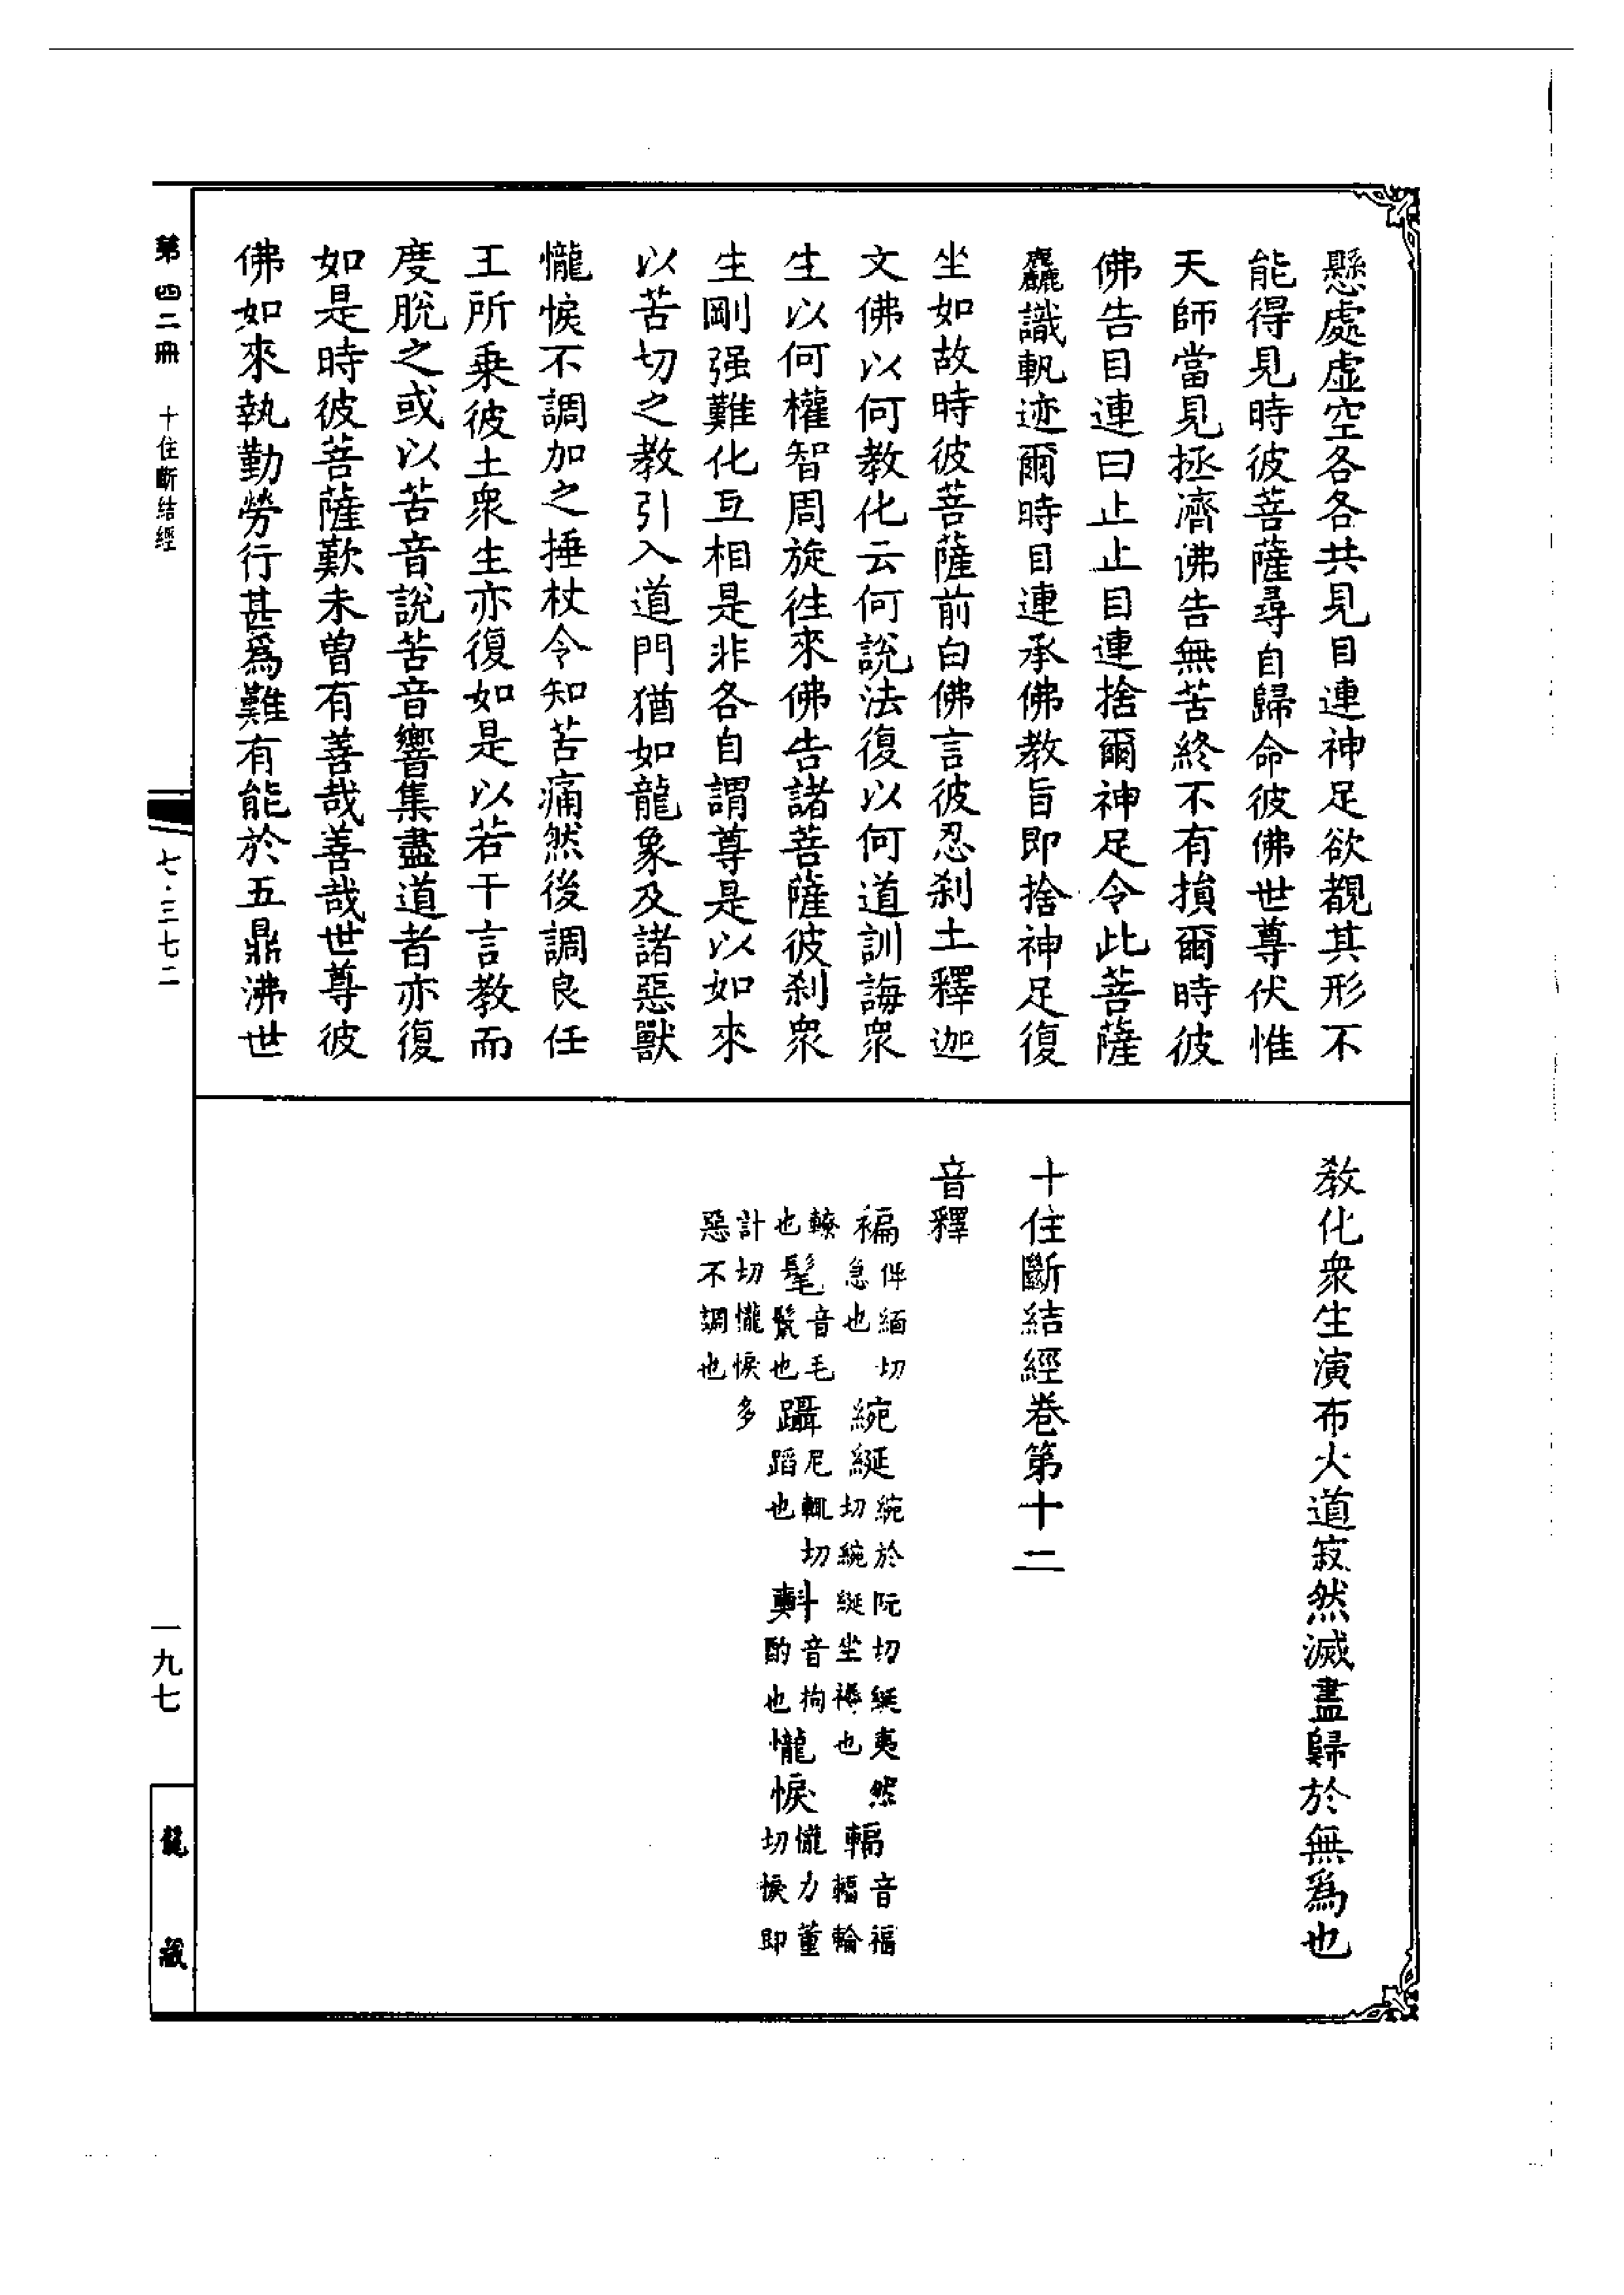 懸處虛空各各共見目連神足欲覩其形不
能得見時彼菩薩尋自歸命彼佛世尊伏惟
天師當見拯濟佛告無苦終不有損爾時彼
佛告目連曰止止目連捨爾神足令此菩薩
麤識軌迹爾時目連承佛教旨即捨神足復
坐如故時彼菩薩前白佛言彼忍刹土釋迦
文佛以何教化云何說法復以何道訓誨衆
生以何權智周旋往來佛告諸菩薩彼刹衆
生剛强難化互相是非各自謂尊是以如來
以苦切之教引入道門猶如龍象及諸惡獸
𢤱悷不調加之捶杖令知苦痛然後調良任
王所乗彼土衆生亦復如是以若干言教而
度脫之或以苦音說苦音響集盡道者亦復
如是時彼菩薩歎未曽有善哉善哉世尊彼
佛如來執勤勞行甚爲難有能於五鼎沸世
教化衆生演布大道寂然滅盡歸於無爲也
十住斷結經卷第十二
音釋
褊 件緬切 急也 綩綖 綩於阮切綖夷然 切綩綖坐褥也 輻 音福 輻輪
轑也 髦 音毛 鬉也 躡 尼輒切 蹈也 㪺 音拘 酌也 𢤱悷 𢤱力董 切悷即
計切𢤱悷多 惡不調也
第四二冊 十住斷結經
七·三七二
一九七
龍藏